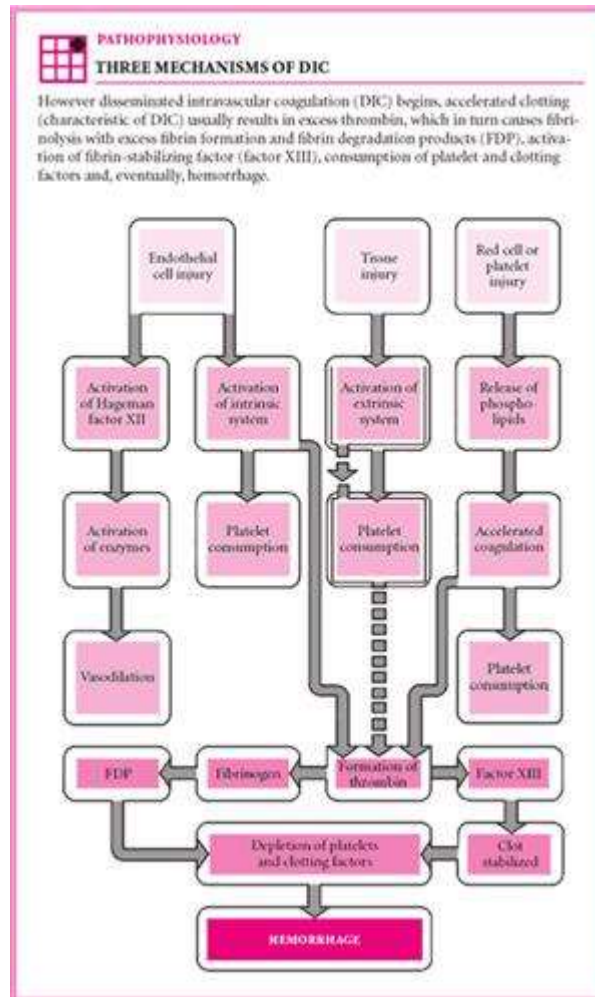 PATHOPHYSIOLOGY
THREE MECHANISMS OF DIC
However disseminated intravascular coagulation (DIC) begins, accelerated clotting
(characteristic of DIC) usually results in excess thrombin, which in turn causes fibri-
nolysis with excess fibrin formation and fibrin degradation products (FDP), activa-
tion of fibrin-stabilizing factor (factor XIII), consumption of platelet and clotting
factors and, eventually, hemorrhage.
Endothelial
cell injury
Tissue
injury
Red cell or
platelet
injury
Activation
of Hageman
factor XII
Activation
of intrinsic
system
Activation of
extrinsic
system
Release of
phospho-
lipids
Activation
of enzymes
Platelet
consumption
Platelet
consumption
Accelerated
coagulation
Vasodilation
Platelet
consumption
FDP
Fibrinogen
Formation of
thrombin
Factor XIII
Depletion of platelets
and clotting factors
Clot
stabilized
HEMORRHAGE